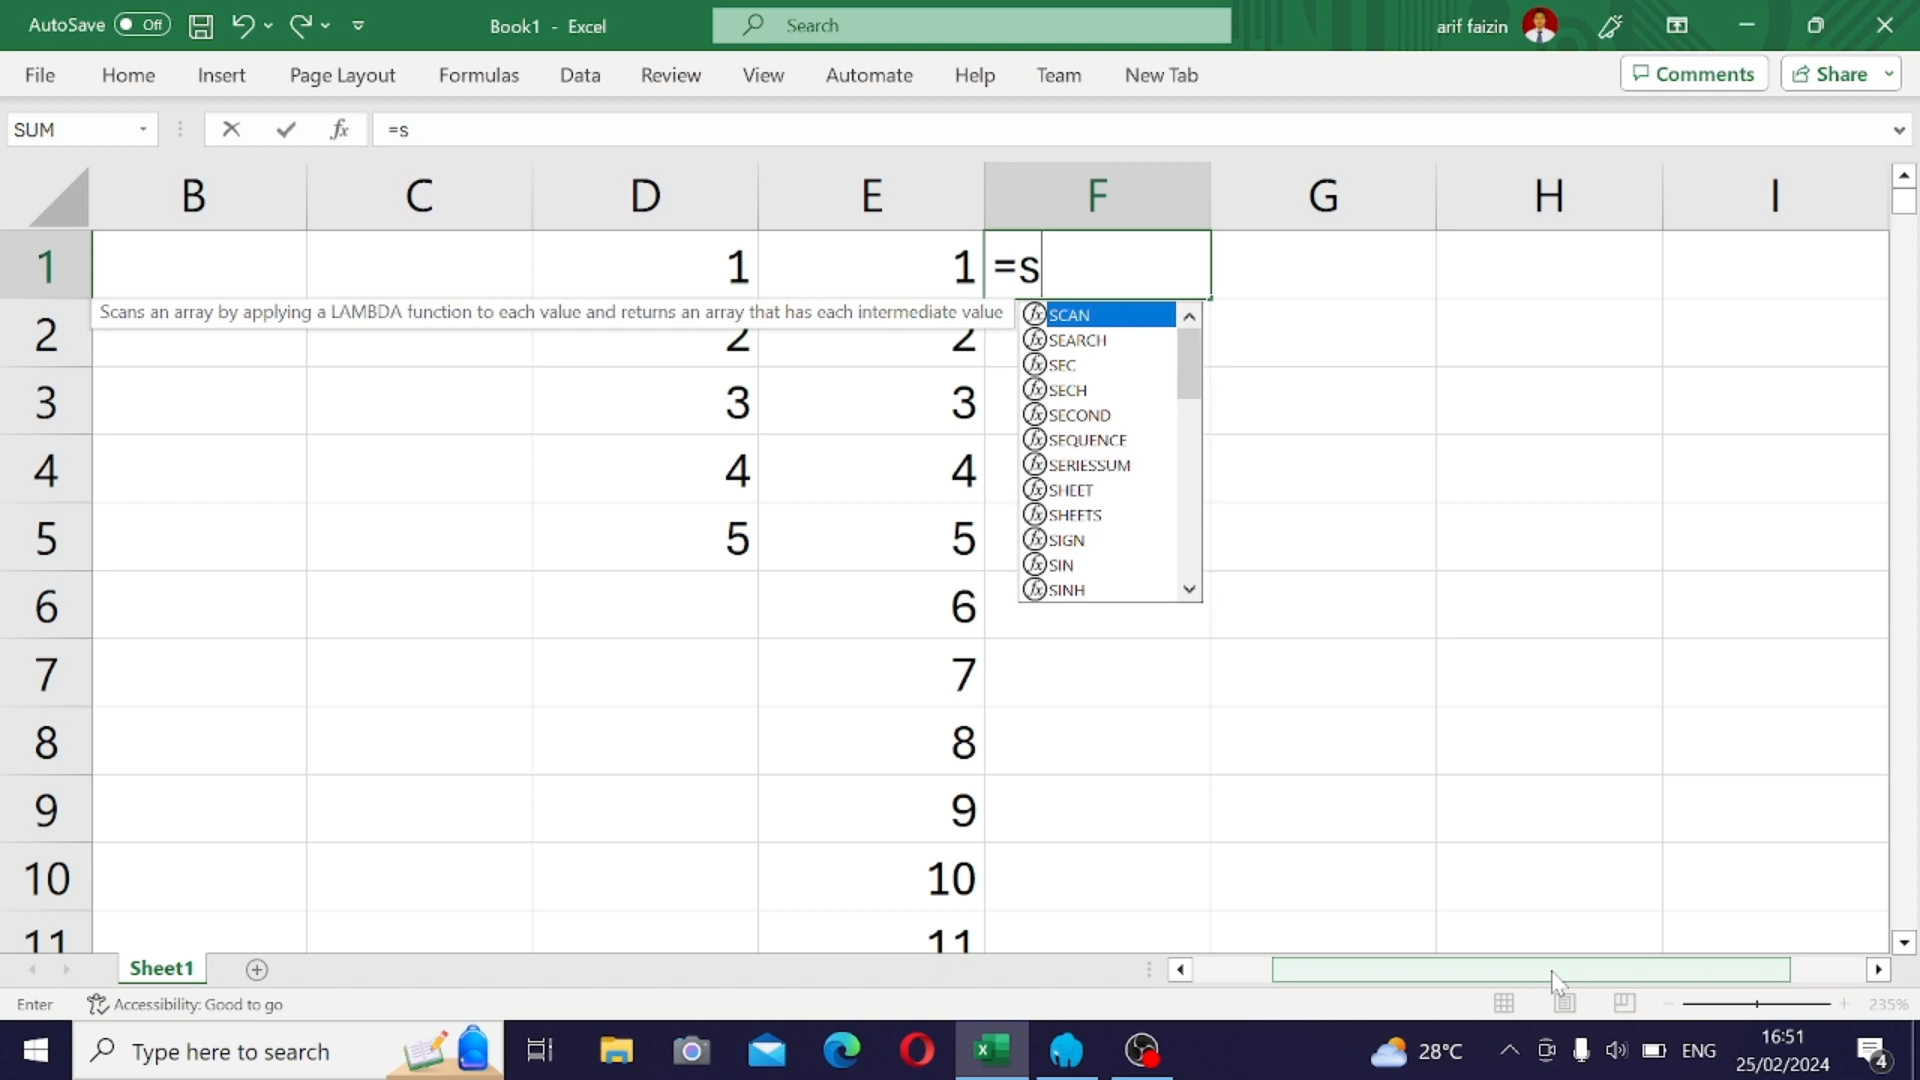 AutoSave Off Book1 - Excel Search arif faizin
File Home Insert Page Layout Formulas Data Review View Automate Help Team New Tab Comments Share
SUM fx =s
B C D E F G H I
1 1 1 =s
Scans an array by applying a LAMBDA function to each value and returns an array that has each intermediate value
SCAN
2 2 2
SEARCH
SEC
SECH
3 3 3
SECOND
SEQUENCE
SERIESSUM
4 4 4
SHEET
SHEETS
SIGN
5 5 5
SIN
SINH
6 6
7 7
8 8
9 9
10 10
11 11
Sheet1
Enter Accessibility: Good to go 235%
Type here to search 28°C ENG 16:51
25/02/2024 4